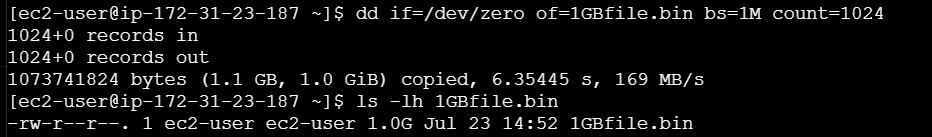 [ec2-user@ip-172-31-23-187 ~]$ dd if=/dev/zero of=1GBfile.bin bs=1M count=1024
1024+0 records in
1024+0 records out
1073741824 bytes (1.1 GB, 1.0 GiB) copied, 6.35445 s, 169 MB/s
[ec2-user@ip-172-31-23-187 ~]$ ls -lh 1GBfile.bin
-rw-r--r--. 1 ec2-user ec2-user 1.0G Jul 23 14:52 1GBfile.bin